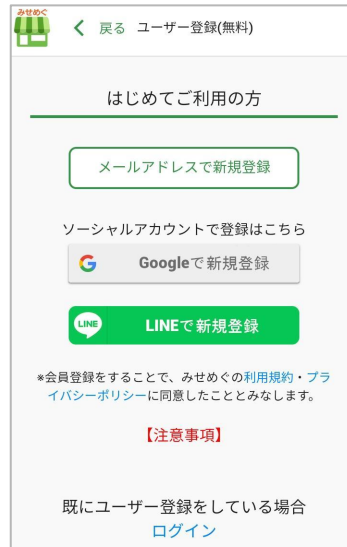 みせめぐ
戻る ユーザー登録(無料)
はじめてご利用の方
メールアドレスで新規登録
ソーシャルアカウントで登録はこちら
Googleで新規登録
LINE LINEで新規登録
*会員登録をすることで、みせめぐの利用規約・プラ
イバシーポリシーに同意したこととみなします。
【注意事項】
既にユーザー登録をしている場合
ログイン